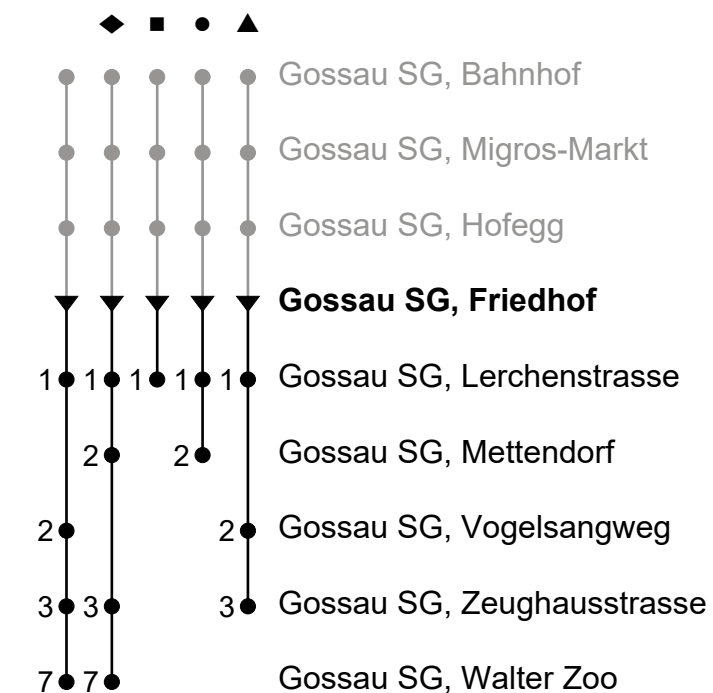 Gossau SG, Bahnhof
Gossau SG, Migros-Markt
Gossau SG, Hofegg
Gossau SG, Friedhof
1 1 1 1 1 Gossau SG, Lerchenstrasse
2 2 Gossau SG, Mettendorf
2 2 Gossau SG, Vogelsangweg
3 3 3 Gossau SG, Zeughausstrasse
7 7 Gossau SG, Walter Zoo